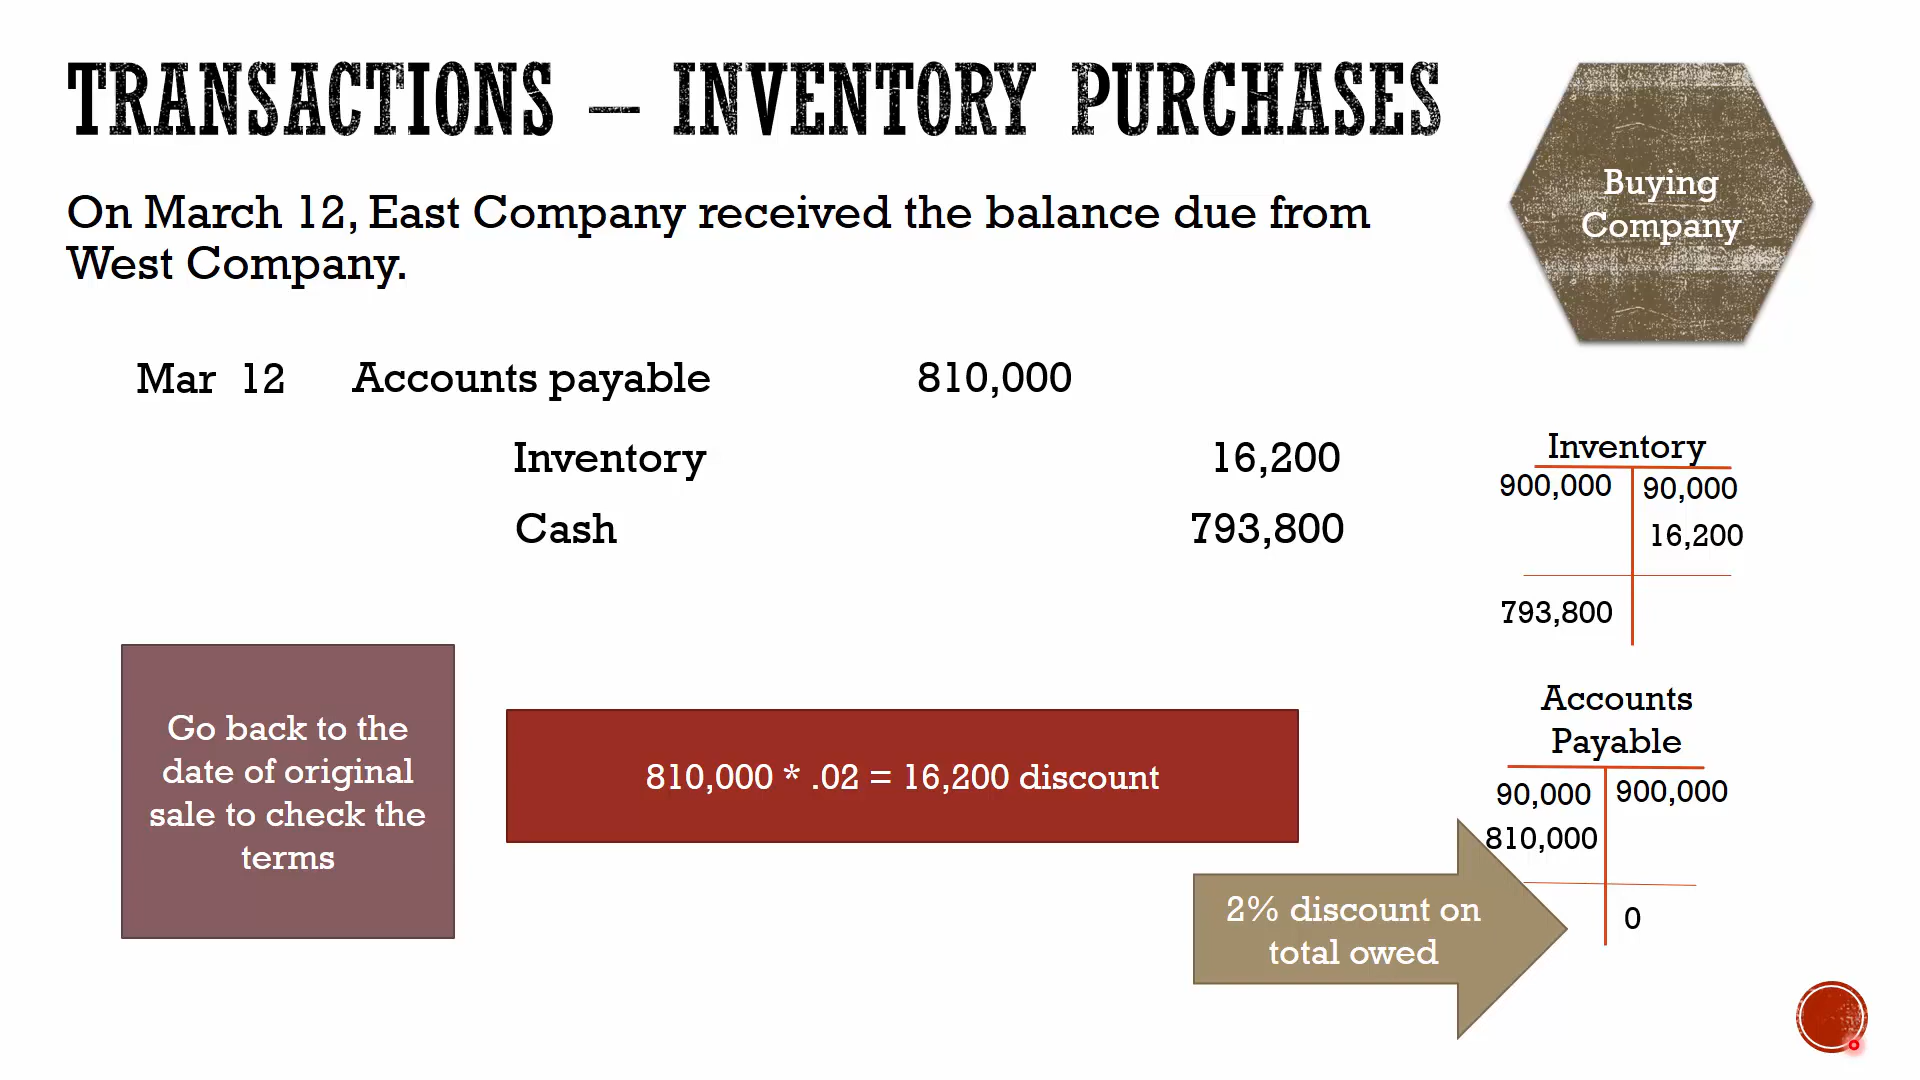 TRANSACTIONS – INVENTORY PURCHASES
Buying
Company
On March 12, East Company received the balance due from
West Company.
Mar 12 Accounts payable 810,000
Inventory 16,200
Cash 793,800
Inventory
900,000 90,000
16,200
793,800
Go back to the
date of original
sale to check the
terms
810,000 * .02 = 16,200 discount
Accounts
Payable
90,000 900,000
810,000
0
2% discount on
total owed